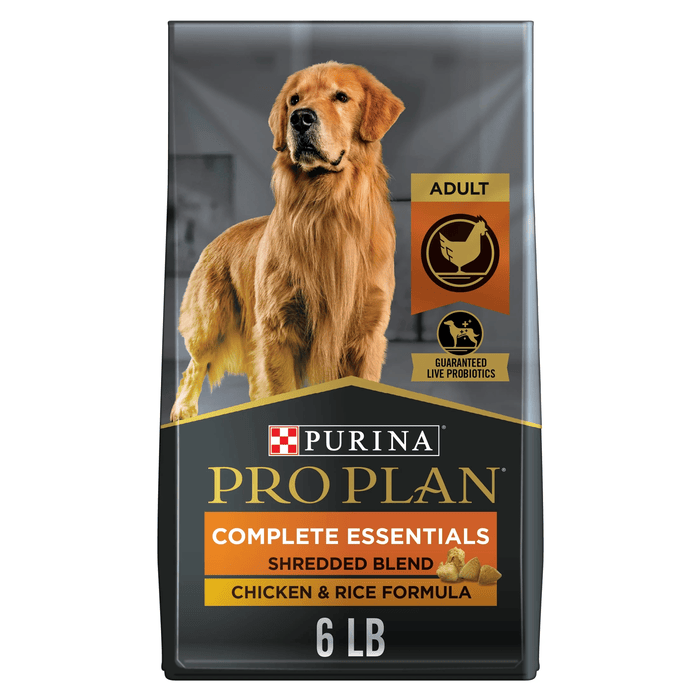 ADULT
GUARANTEED
LIVE PROBIOTICS
PURINA®
PRO PLAN®
COMPLETE ESSENTIALS
SHREDDED BLEND
CHICKEN & RICE FORMULA
6 LB